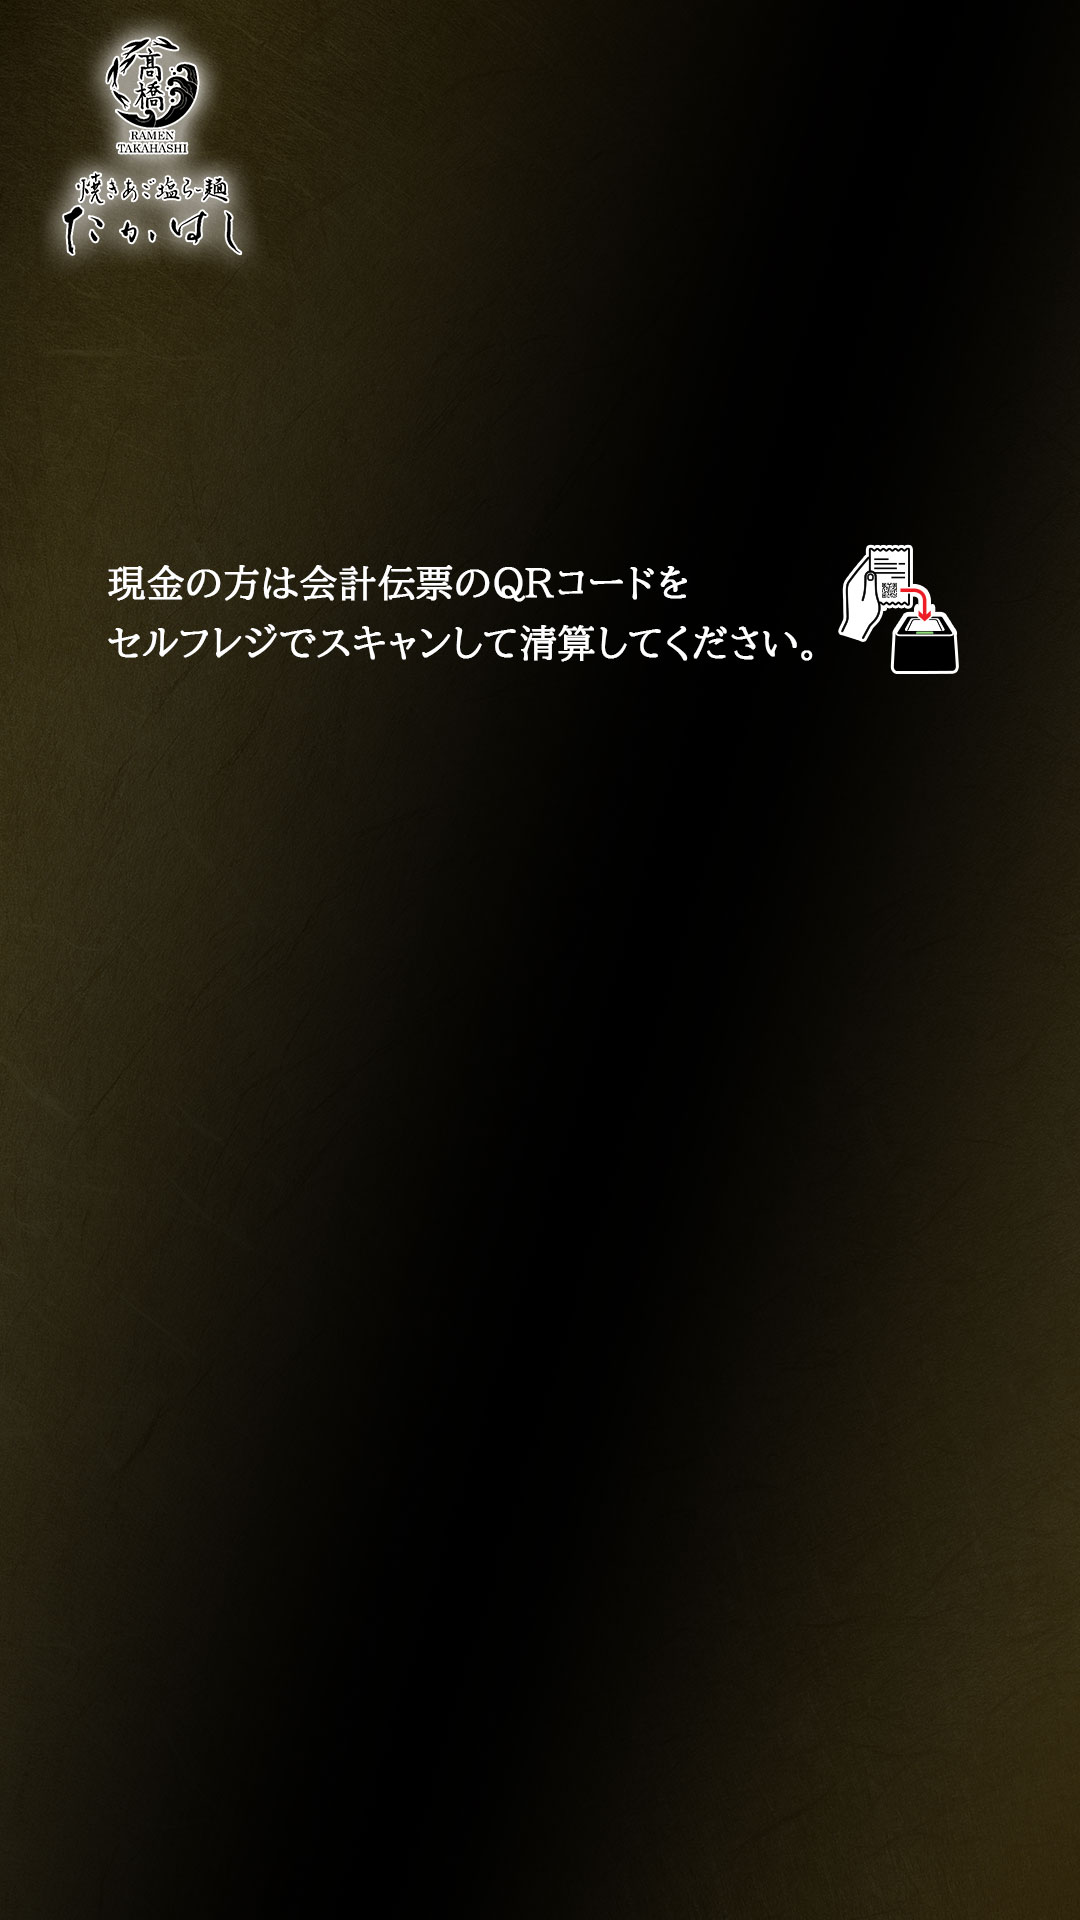 髙橋
RAMEN
TAKAHASHI
焼きあご塩らー麺
たかはし
現金の方は会計伝票のQRコードを
セルフレジでスキャンして清算してください。